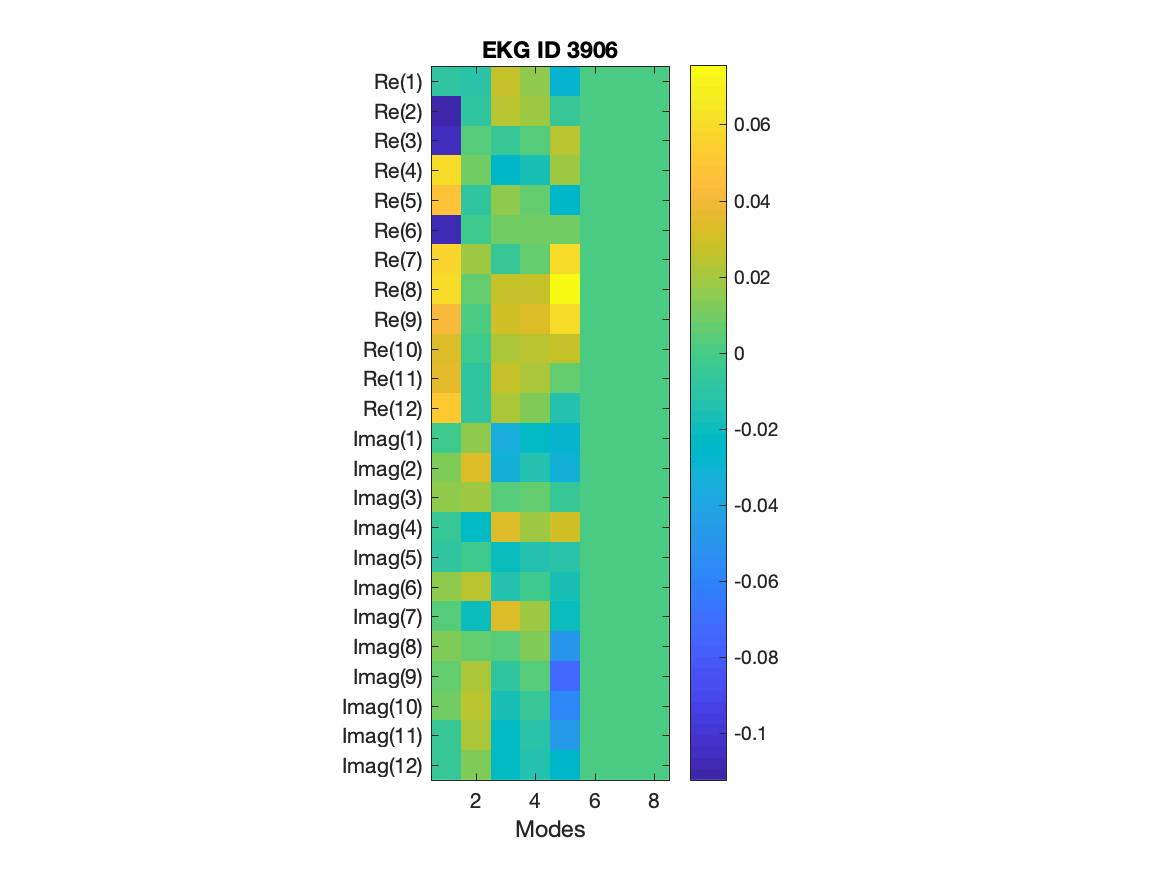 EKG ID 3906
Re(1)
Re(2)
Re(3)
Re(4)
Re(5)
Re(6)
Re(7)
Re(8)
Re(9)
Re(10)
Re(11)
Re(12)
Imag(1)
Imag(2)
Imag(3)
Imag(4)
Imag(5)
Imag(6)
Imag(7)
Imag(8)
Imag(9)
Imag(10)
Imag(11)
Imag(12)
2 4 6 8
Modes
0.06
0.04
0.02
0
-0.02
-0.04
-0.06
-0.08
-0.1